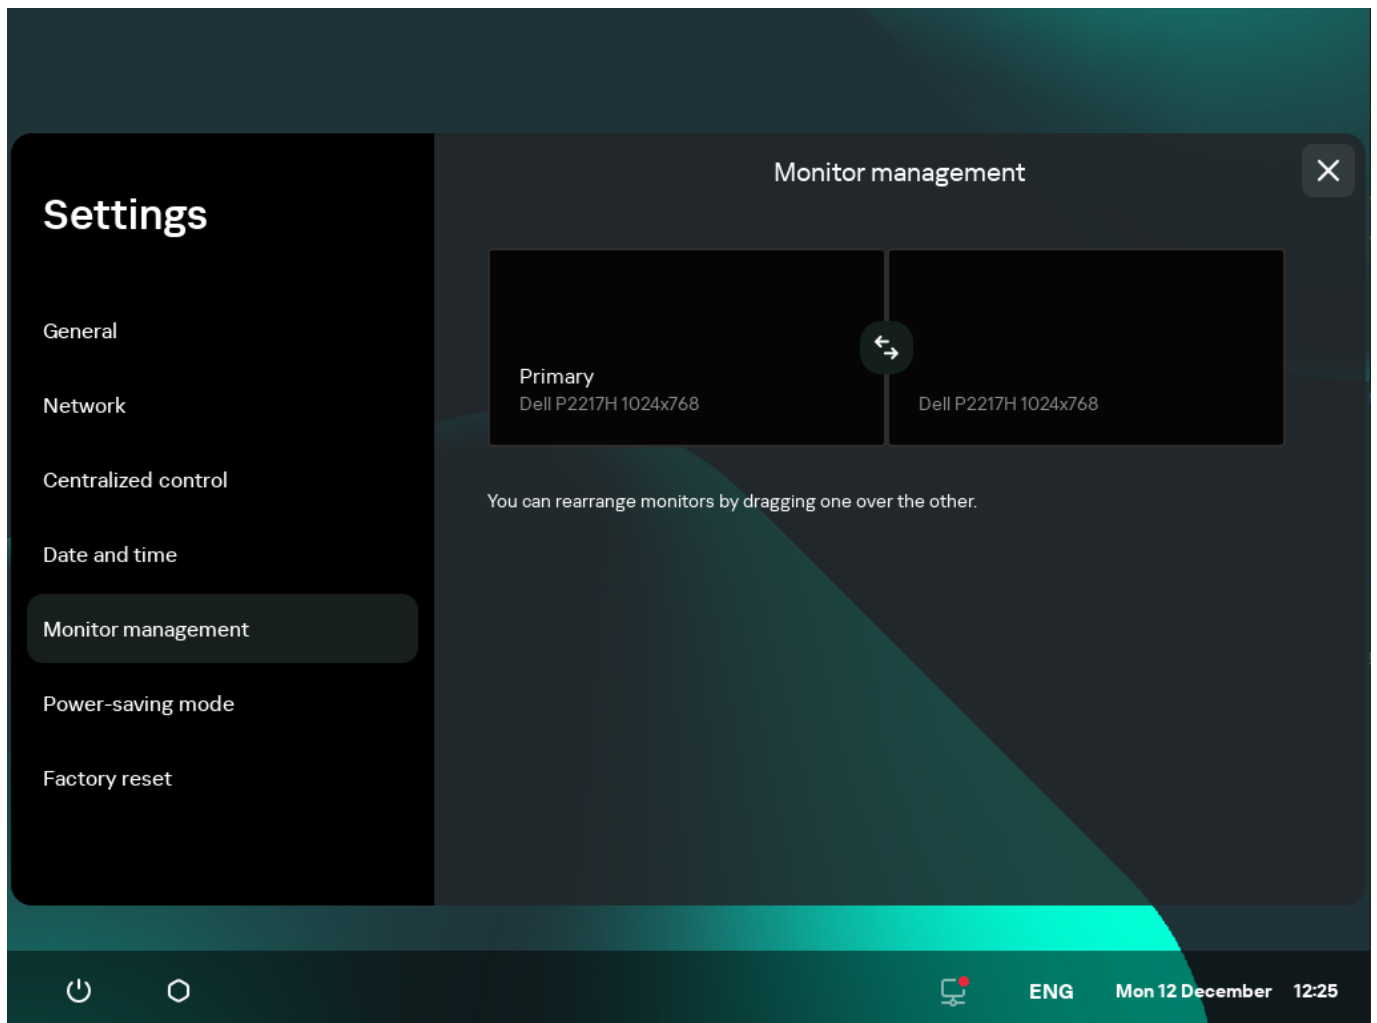 Monitor management
Settings
General
Network
Centralized control
Date and time
Monitor management
Power-saving mode
Factory reset
Primary
Dell P2217H 1024x768
Dell P2217H 1024x768
You can rearrange monitors by dragging one over the other.
ENG
Mon 12 December
12:25